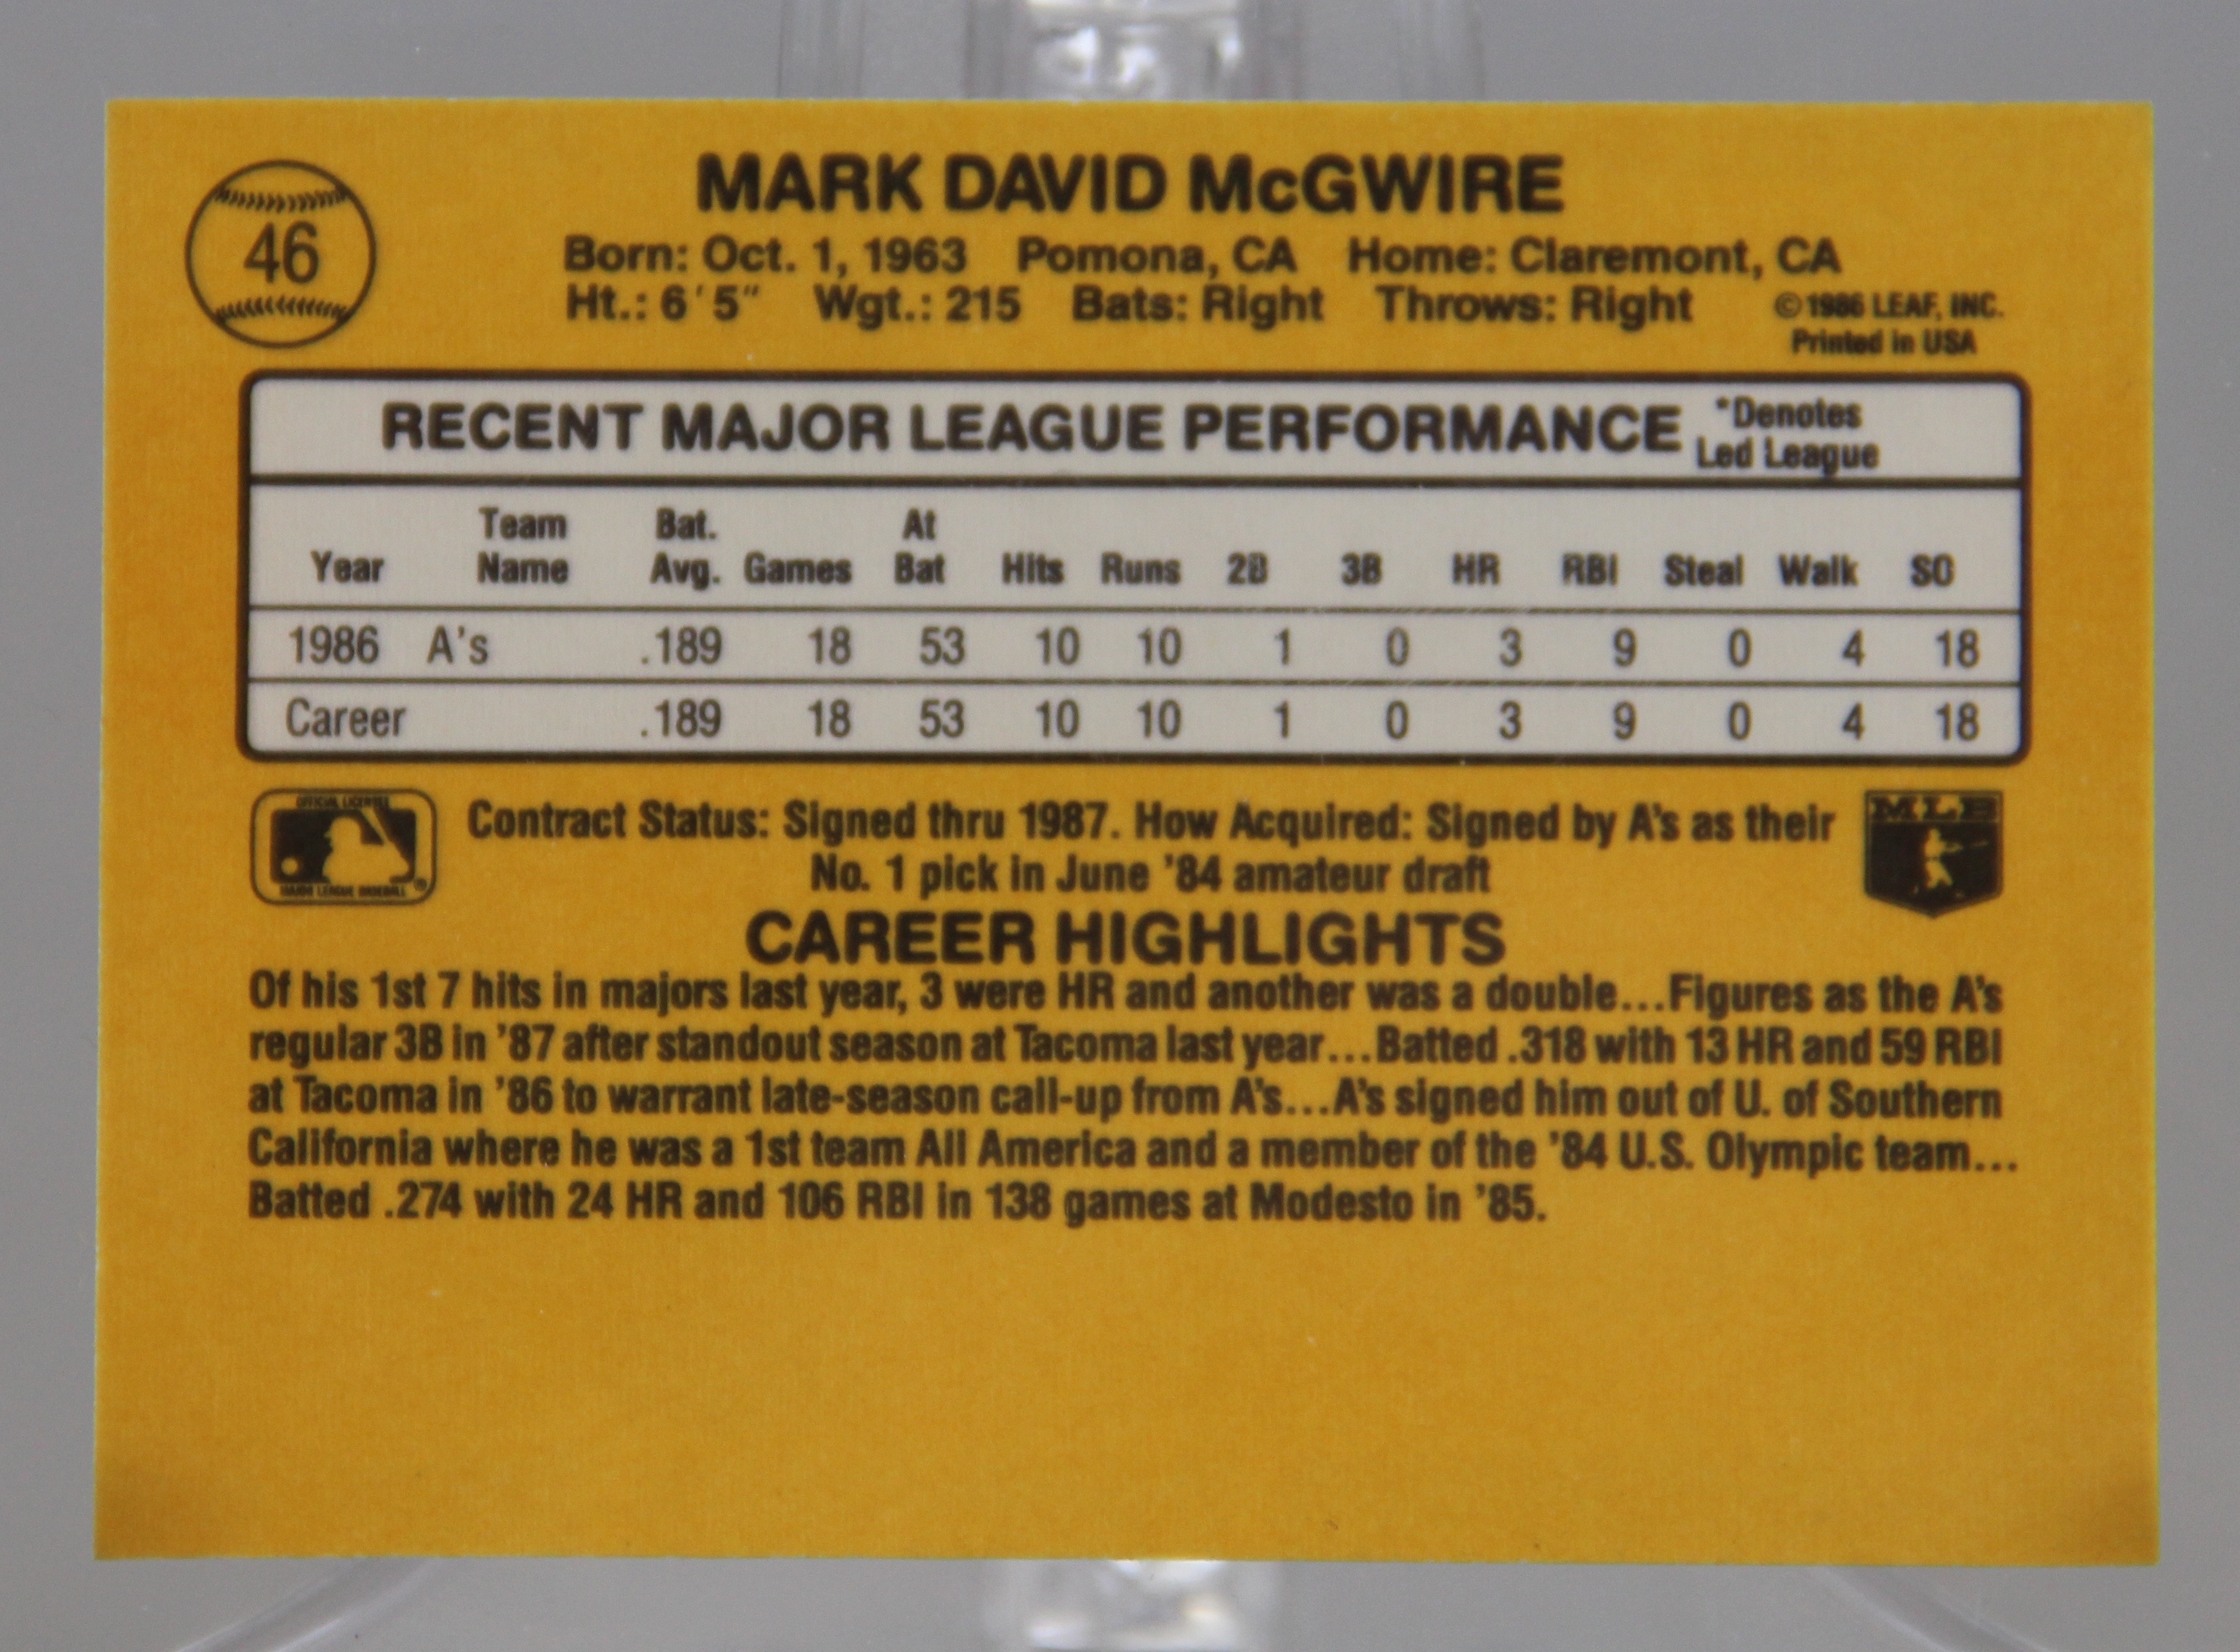 46
MARK DAVID McGWIRE
Born: Oct. 1, 1963 Pomona, CA Home: Claremont, CA
Ht.: 6'5" Wgt.: 215 Bats: Right Throws: Right © 1986 LEAF, INC.
Printed in USA
RECENT MAJOR LEAGUE PERFORMANCE *Denotes
Led League
Year Team Name Bat. Avg. Games At Bat Hits Runs 2B 3B HR RBI Steal Walk SO
1986 A's .189 18 53 10 10 1 0 3 9 0 4 18
Career .189 18 53 10 10 1 0 3 9 0 4 18
OFFICIAL LICENSEE
MAJOR LEAGUE BASEBALL ®
MLB
Contract Status: Signed thru 1987. How Acquired: Signed by A's as their
No. 1 pick in June '84 amateur draft
CAREER HIGHLIGHTS
Of his 1st 7 hits in majors last year, 3 were HR and another was a double...Figures as the A's
regular 3B in '87 after standout season at Tacoma last year...Batted .318 with 13 HR and 59 RBI
at Tacoma in '86 to warrant late-season call-up from A's...A's signed him out of U. of Southern
California where he was a 1st team All America and a member of the '84 U.S. Olympic team...
Batted .274 with 24 HR and 106 RBI in 138 games at Modesto in '85.